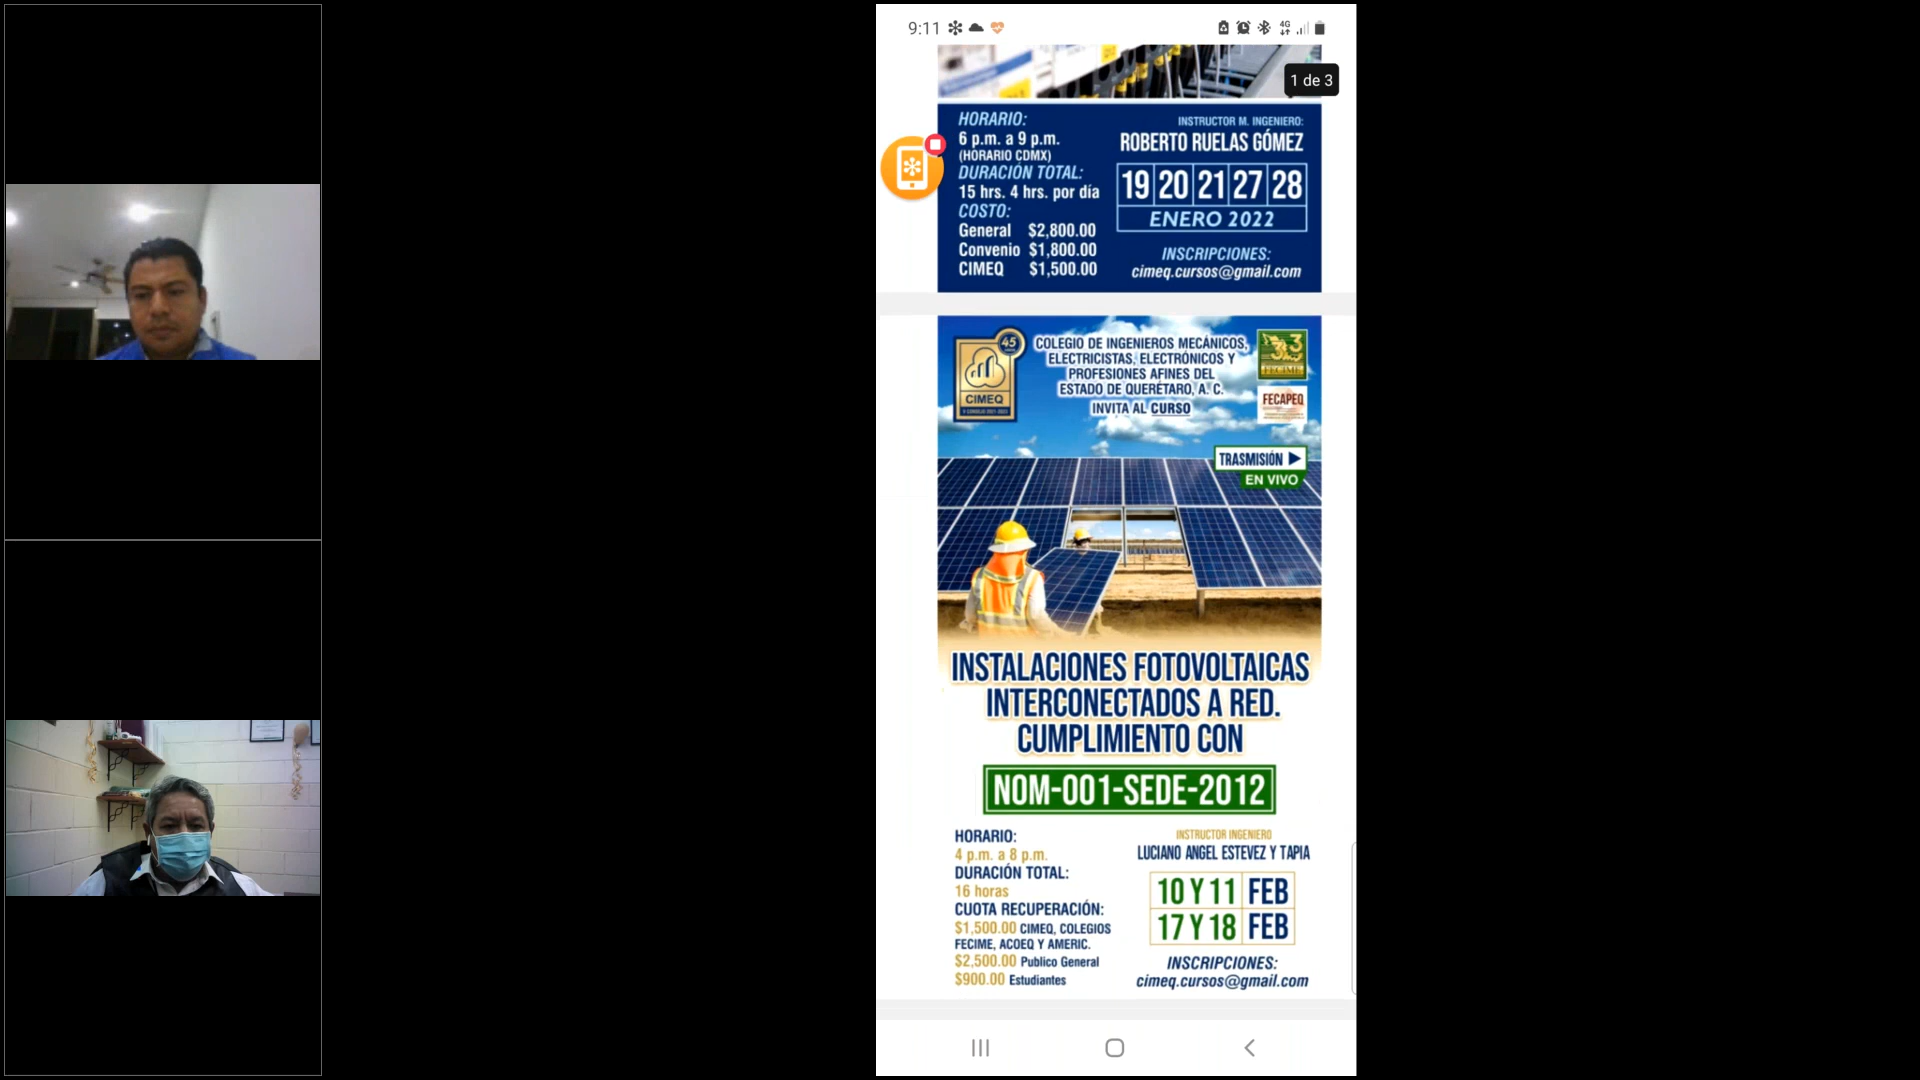 9:11
4G
1 de 3
HORARIO:
6 p.m. a 9 p.m.
(HORARIO CDMX)
DURACIÓN TOTAL:
15 hrs. 4 hrs. por día
COSTO:
General $2,800.00
Convenio $1,800.00
CIMEQ $1,500.00
INSTRUCTOR M. INGENIERO:
ROBERTO RUELAS GÓMEZ
19 20 21 27 28
ENERO 2022
INSCRIPCIONES:
cimeq.cursos@gmail.com
45
CIMEQ
COLEGIO DE INGENIEROS MECÁNICOS,
ELECTRICISTAS, ELECTRÓNICOS Y
PROFESIONES AFINES DEL
ESTADO DE QUERÉTARO, A. C.
INVITA AL CURSO
33
FECIME
FECAPEQ
TRASMISIÓN
EN VIVO
INSTALACIONES FOTOVOLTAICAS
INTERCONECTADOS A RED.
CUMPLIMIENTO CON
NOM-001-SEDE-2012
HORARIO:
4 p.m. a 8 p.m.
DURACIÓN TOTAL:
16 horas
CUOTA RECUPERACIÓN:
$1,500.00 CIMEQ, COLEGIOS
FECIME, ACOEQ Y AMERIC.
$2,500.00 Publico General
$900.00 Estudiantes
INSTRUCTOR INGENIERO
LUCIANO ANGEL ESTEVEZ Y TAPIA
10 Y 11 FEB
17 Y 18 FEB
INSCRIPCIONES:
cimeq.cursos@gmail.com